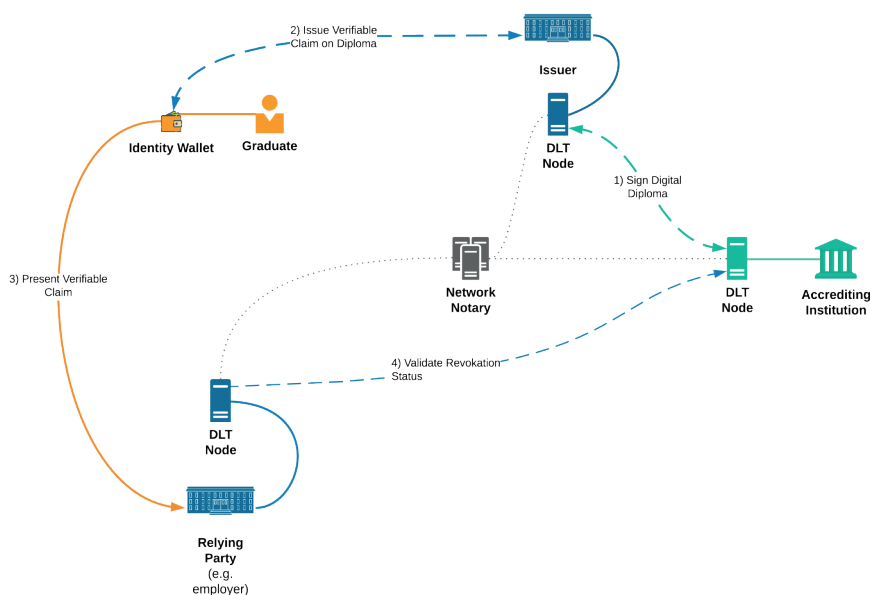 2) Issue Verifiable
Claim on Diploma
Issuer
Identity Wallet
Graduate
DLT
Node
1) Sign Digital
Diploma
3) Present Verifiable
Claim
Network
Notary
DLT
Node
Accrediting
Institution
4) Validate Revokation
Status
DLT
Node
Relying
Party
(e.g.
employer)